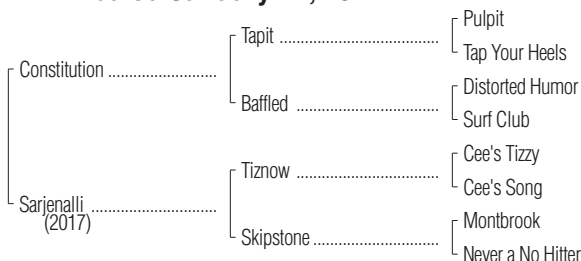 Pulpit
Tapit
Tap Your Heels
Constitution
Distorted Humor
Baffled
Surf Club
Cee's Tizzy
Tiznow
Cee's Song
Sarjenalli
(2017)
Montbrook
Skipstone
Never a No Hitter